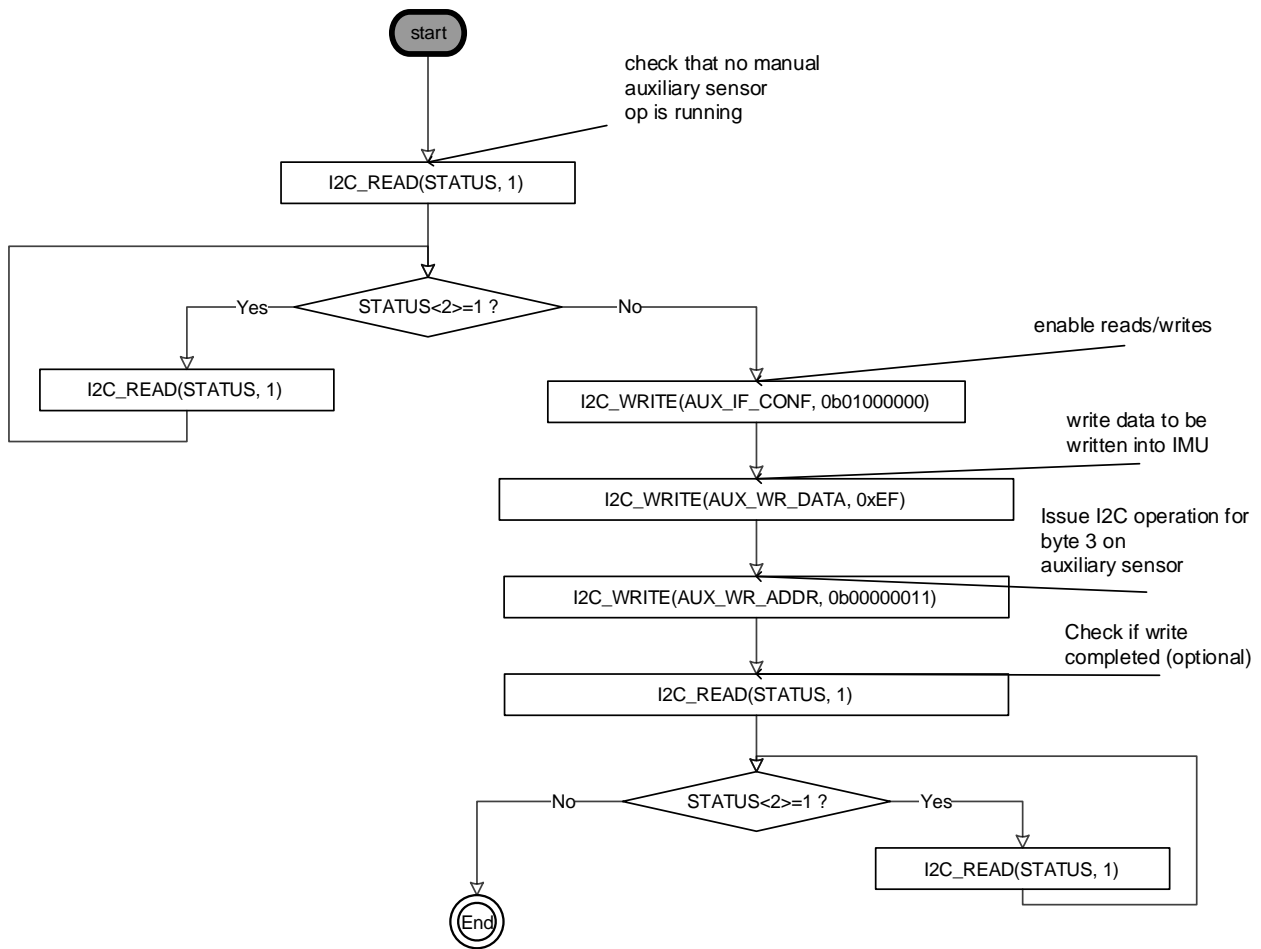 start
check that no manual
auxiliary sensor
op is running
I2C_READ(STATUS, 1)
STATUS<2>=1 ?
Yes
No
I2C_READ(STATUS, 1)
enable reads/writes
I2C_WRITE(AUX_IF_CONF, 0b01000000)
write data to be
written into IMU
I2C_WRITE(AUX_WR_DATA, 0xEF)
Issue I2C operation for
byte 3 on
auxiliary sensor
I2C_WRITE(AUX_WR_ADDR, 0b00000011)
Check if write
completed (optional)
I2C_READ(STATUS, 1)
STATUS<2>=1 ?
No
Yes
I2C_READ(STATUS, 1)
End